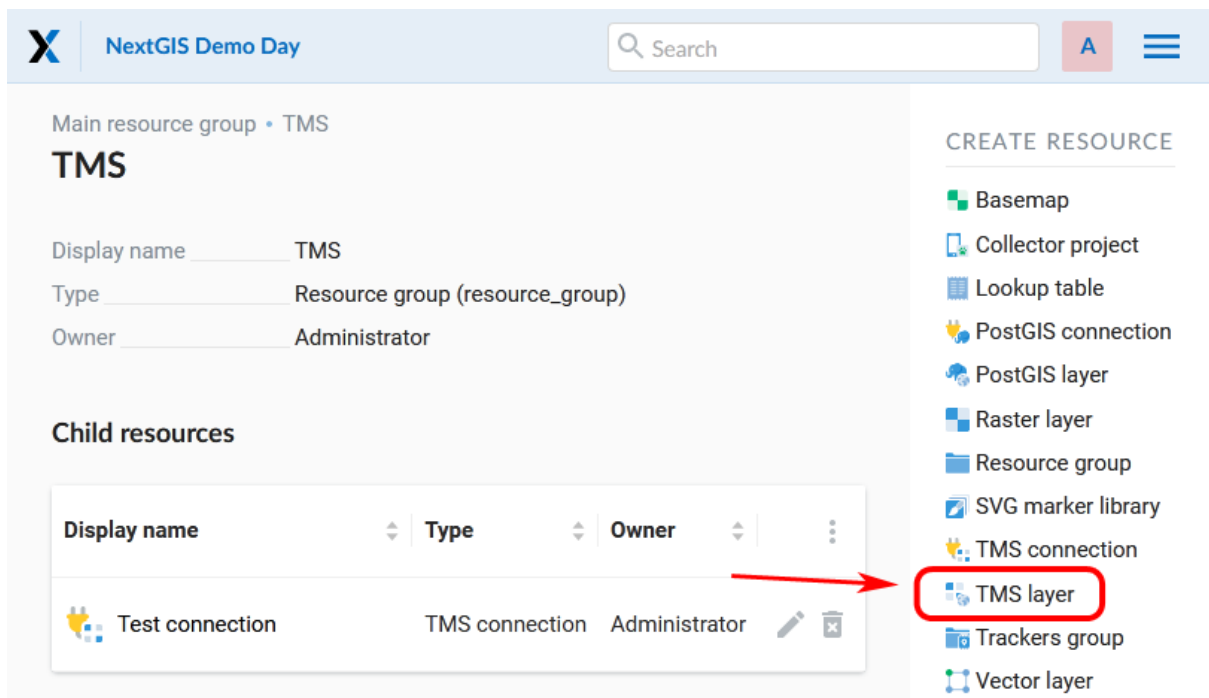 NextGIS Demo Day
Search
A
Main resource group • TMS
TMS
Display name TMS
Type Resource group (resource_group)
Owner Administrator
Child resources
Display name Type Owner
Test connection TMS connection Administrator
CREATE RESOURCE
Basemap
Collector project
Lookup table
PostGIS connection
PostGIS layer
Raster layer
Resource group
SVG marker library
TMS connection
TMS layer
Trackers group
Vector layer